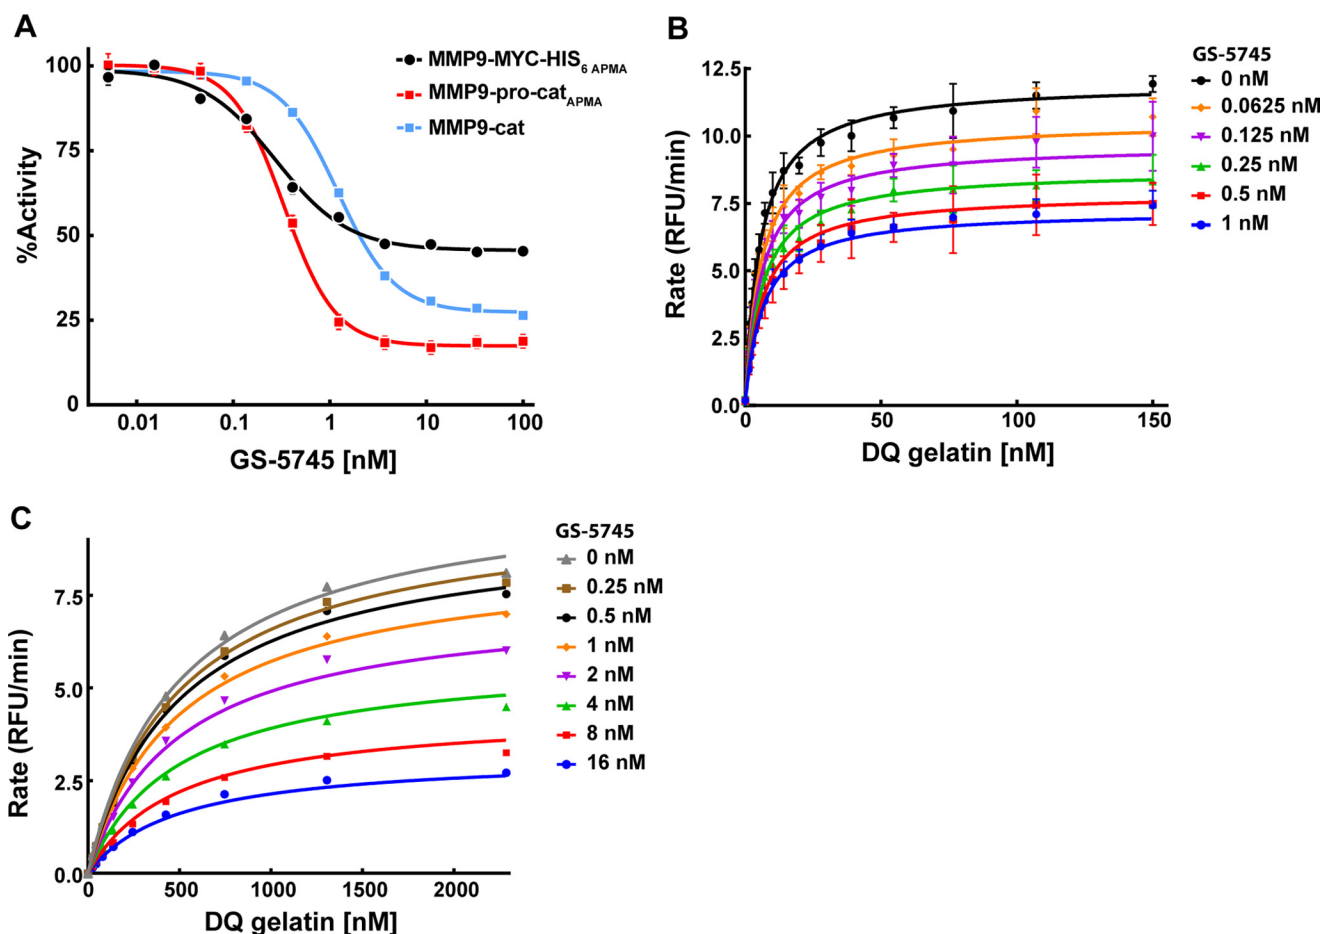 A
100
75
50
25
0
%Activity
0.01 0.1 1 10 100
GS-5745 [nM]
MMP9-MYC-HIS6 APMA
MMP9-pro-catAPMA
MMP9-cat
B
12.5
10.0
7.5
5.0
2.5
0.0
Rate (RFU/min)
0 50 100 150
DQ gelatin [nM]
GS-5745
0 nM
0.0625 nM
0.125 nM
0.25 nM
0.5 nM
1 nM
C
7.5
5.0
2.5
0.0
Rate (RFU/min)
0 500 1000 1500 2000
DQ gelatin [nM]
GS-5745
0 nM
0.25 nM
0.5 nM
1 nM
2 nM
4 nM
8 nM
16 nM